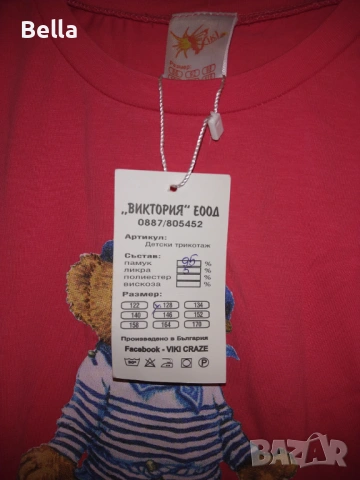 Bella
„ВИКТОРИЯ" ЕООД
0887/805452
Артикул:
Детски трикотаж
Състав:
памук 95 %
ликра 5 %
полиестер %
вискоза %
Размер:
122 128 134
140 146 152
158 164 170
Произведено в България
Facebook - VIKI CRAZE
BAZAR